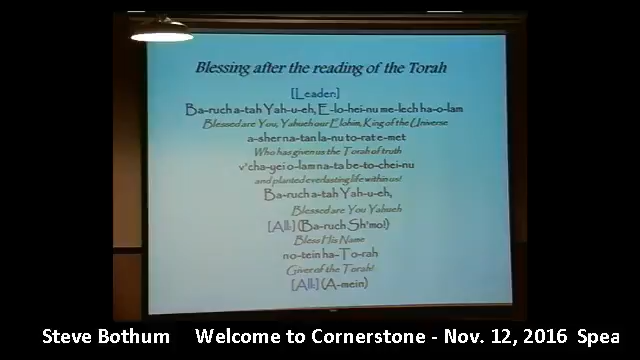 Blessing after the reading of the Torah
[Leader:]
Ba-ruch a-tah Yah-u-eh, E-lo-hei-nu me-lech ha-o-lam
Blessed are You, Yahueh our Elohim, King of the Universe
a-sher na-tan la-nu to-rat e-met
Who has given us the Torah of truth
v'cha-yei o-lam na-ta be-to-chei-nu
and planted everlasting life within us!
Ba-ruch a-tah Yah-u-eh,
Blessed are You Yahueh
[All:] (Ba-ruch Sh'mo!)
Bless His Name
no-tein ha-To-rah
Giver of the Torah!
[All:] (A-mein)
Steve Bothum Welcome to Cornerstone - Nov. 12, 2016 Spea